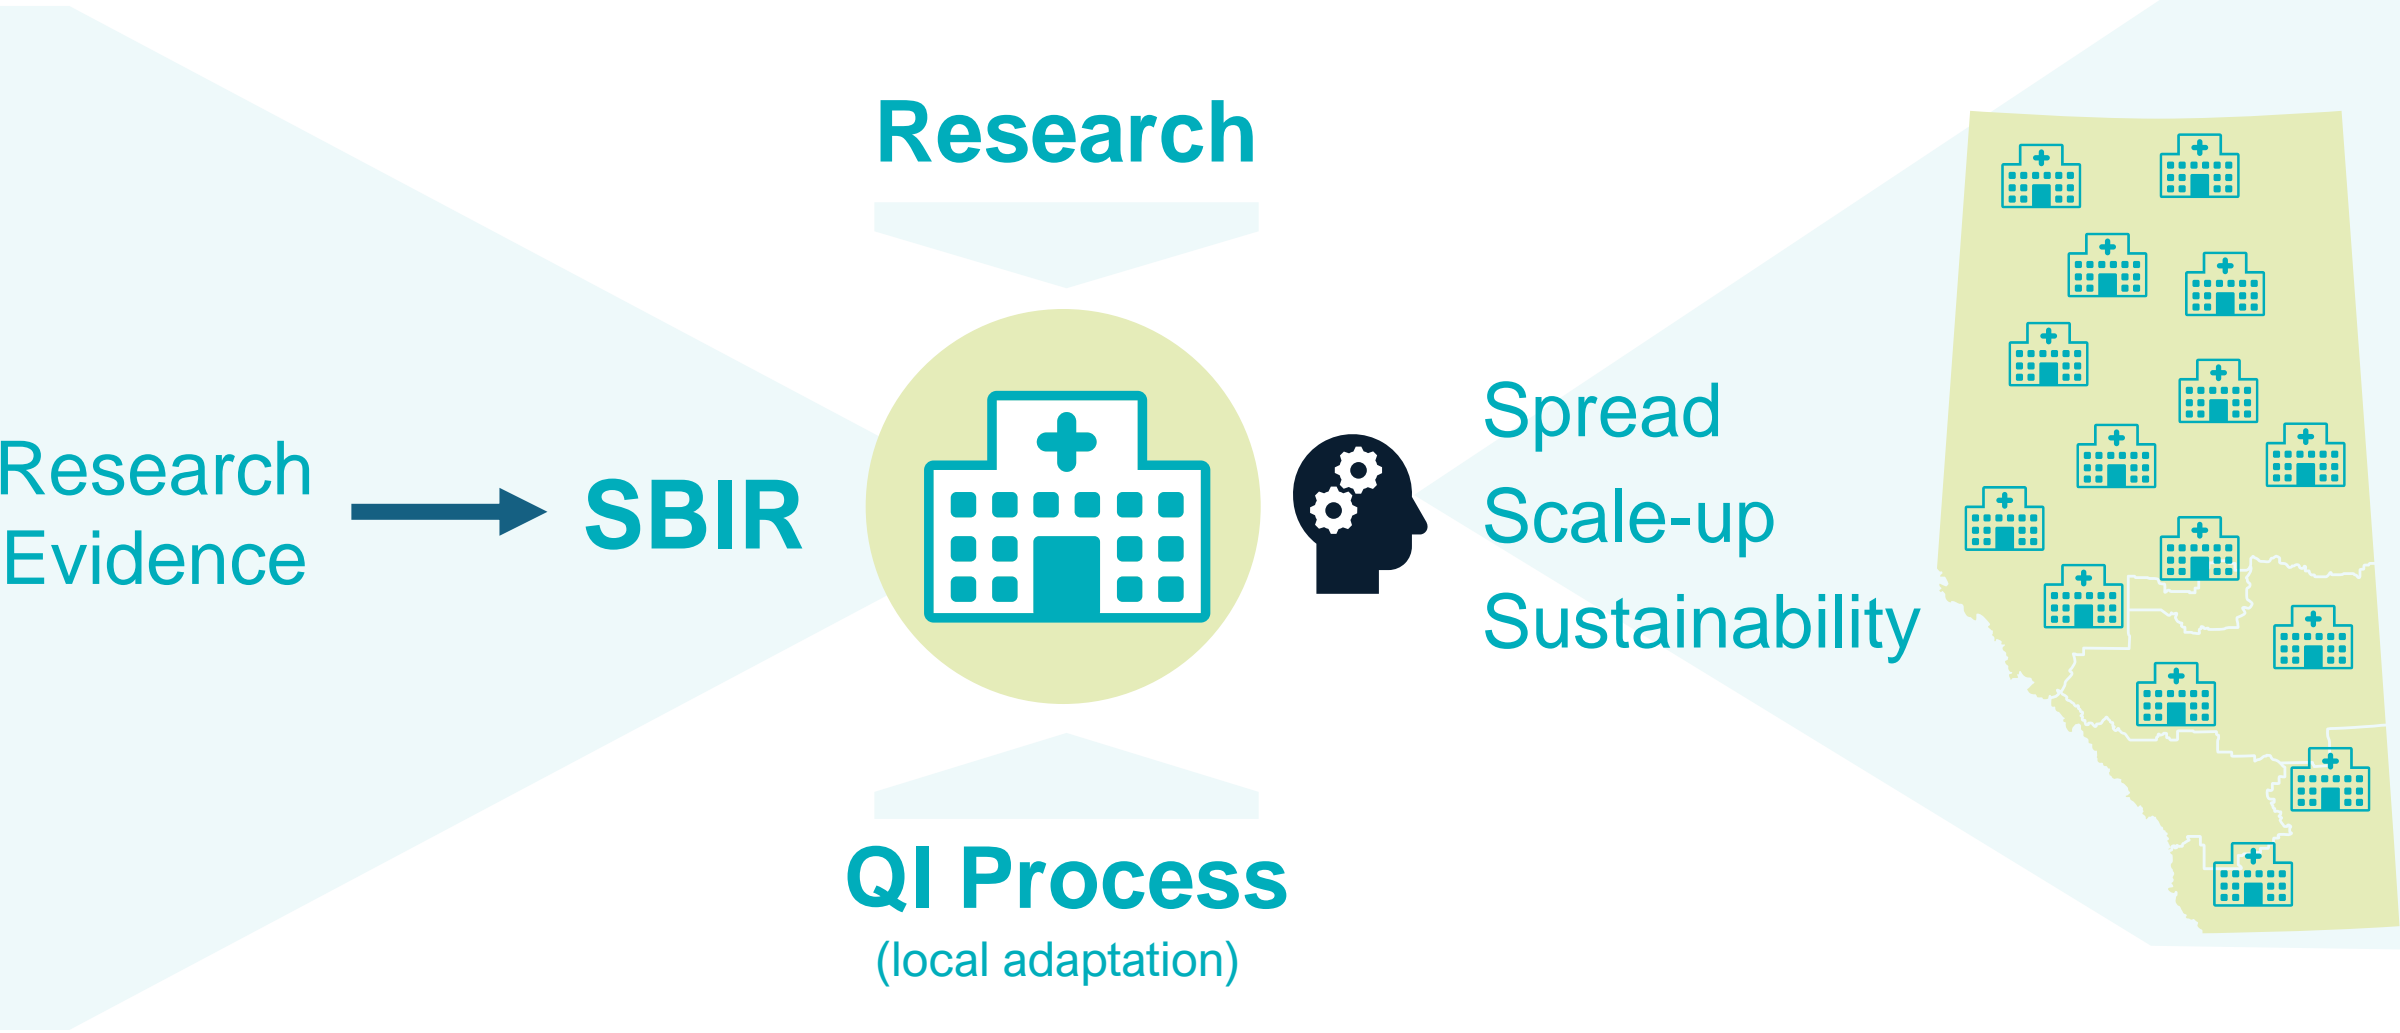 Research
Research
Evidence
SBIR
Spread
Scale-up
Sustainability
QI Process
(local adaptation)